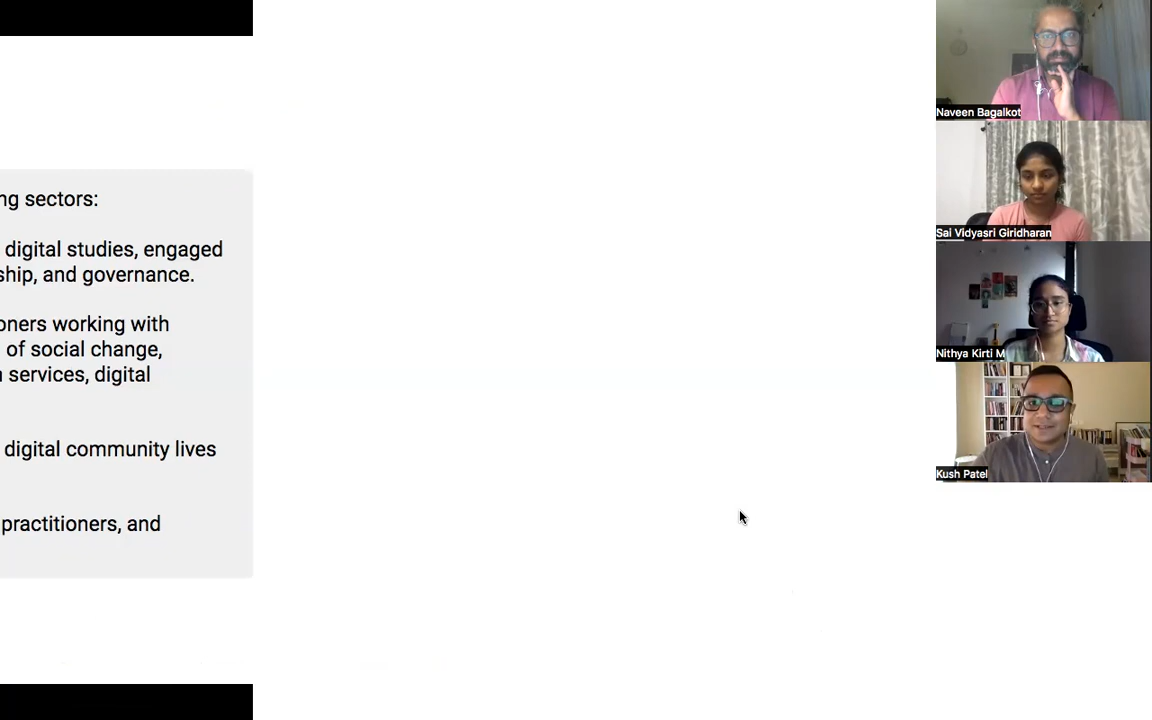 ng sectors:
digital studies, engaged
ship, and governance.
oners working with
of social change,
services, digital
digital community lives
practitioners, and
Naveen Bagalkot
Sai Vidyasri Giridharan
Nithya Kirti M
Kush Patel